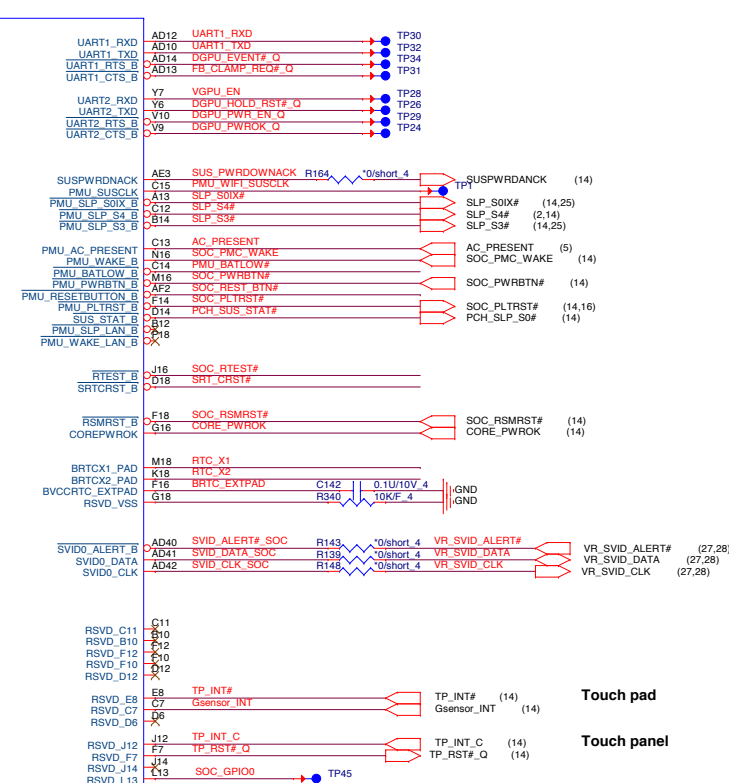 UART1_RXD AD12 UART1_RXD TP30
UART1_TXD AD10 UART1_TXD TP32
UART1_RTS_B AD14 DGPU_EVENT#_Q TP34
UART1_CTS_B AD13 FB_CLAMP_REQ#_Q TP31
UART2_RXD Y7 VGPU_EN TP28
UART2_TXD Y6 DGPU_HOLD_RST#_Q TP26
UART2_RTS_B V10 DGPU_PWR_EN_Q TP29
UART2_CTS_B V9 DGPU_PWROK_Q TP24
SUSPWRDNACK AE3 SUS_PWRDOWNACK R164 *0/short_4 SUSPWRDANCK (14)
PMU_SUSCLK C15 PMU_WIFI_SUSCLK TP1
PMU_SLP_S0IX_B A13 SLP_S0IX# SLP_S0IX# (14,25)
PMU_SLP_S4_B C12 SLP_S4# SLP_S4# (2,14)
PMU_SLP_S3_B B14 SLP_S3# SLP_S3# (14,25)
PMU_AC_PRESENT C13 AC_PRESENT AC_PRESENT (5)
PMU_WAKE_B N16 SOC_PMC_WAKE SOC_PMC_WAKE (14)
PMU_BATLOW_B C14 PMU_BATLOW#
PMU_PWRBTN_B M16 SOC_PWRBTN# SOC_PWRBTN# (14)
PMU_RESETBUTTON_B AF2 SOC_REST_BTN#
PMU_PLTRST_B F14 SOC_PLTRST# SOC_PLTRST# (14,16)
SUS_STAT_B D14 PCH_SUS_STAT# PCH_SLP_S0# (14)
PMU_SLP_LAN_B B12
PMU_WAKE_LAN_B
RTEST_B J16 SOC_RTEST#
SRTCRST_B D18 SRT_CRST#
RSMRST_B F18 SOC_RSMRST# SOC_RSMRST# (14)
COREPWROK G16 CORE_PWROK CORE_PWROK (14)
BRTCX1_PAD M18 RTC_X1
BRTCX2_PAD K18 RTC_X2
BVCCRTC_EXTPAD F16 BRTC_EXTPAD C142 0.1U/10V_4 GND
RSVD_VSS G18 R340 10K/F_4 GND
SVID0_ALERT_B AD40 SVID_ALERT#_SOC R143 *0/short_4 VR_SVID_ALERT# VR_SVID_ALERT# (27,28)
SVID0_DATA AD41 SVID_DATA_SOC R139 *0/short_4 VR_SVID_DATA VR_SVID_DATA (27,28)
SVID0_CLK AD42 SVID_CLK_SOC R148 *0/short_4 VR_SVID_CLK VR_SVID_CLK (27,28)
RSVD_C11 C11
RSVD_B10 B10
RSVD_F12 F12
RSVD_F10 F10
RSVD_D12 D12
RSVD_E8 E8 TP_INT# TP_INT# (14) Touch pad
RSVD_C7 C7 Gsensor_INT Gsensor_INT (14)
RSVD_D6 D6
RSVD_J12 J12 TP_INT_C TP_INT_C (14) Touch panel
RSVD_F7 F7 TP_RST#_Q TP_RST#_Q (14)
RSVD_J14 J14
RSVD_L13 L13 SOC_GPIO0 TP45